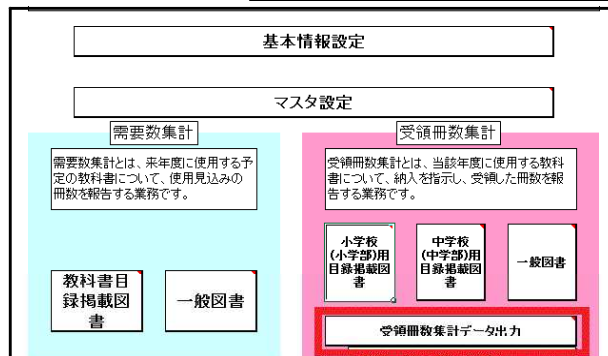 基本情報設定
マスタ設定
需要数集計
需要数集計とは、来年度に使用する予
定の教科書について、使用見込みの
冊数を報告する業務です。
教科書目
録掲載図
書
一般図書
受領冊数集計
受領冊数集計とは、当該年度に使用する教科
書について、納入を指示し、受領した冊数を報
告する業務です。
小学校
(小学部)用
目録掲載図
書
中学校
(中学部)用
目録掲載図
書
一般図書
受領冊数集計データ出力